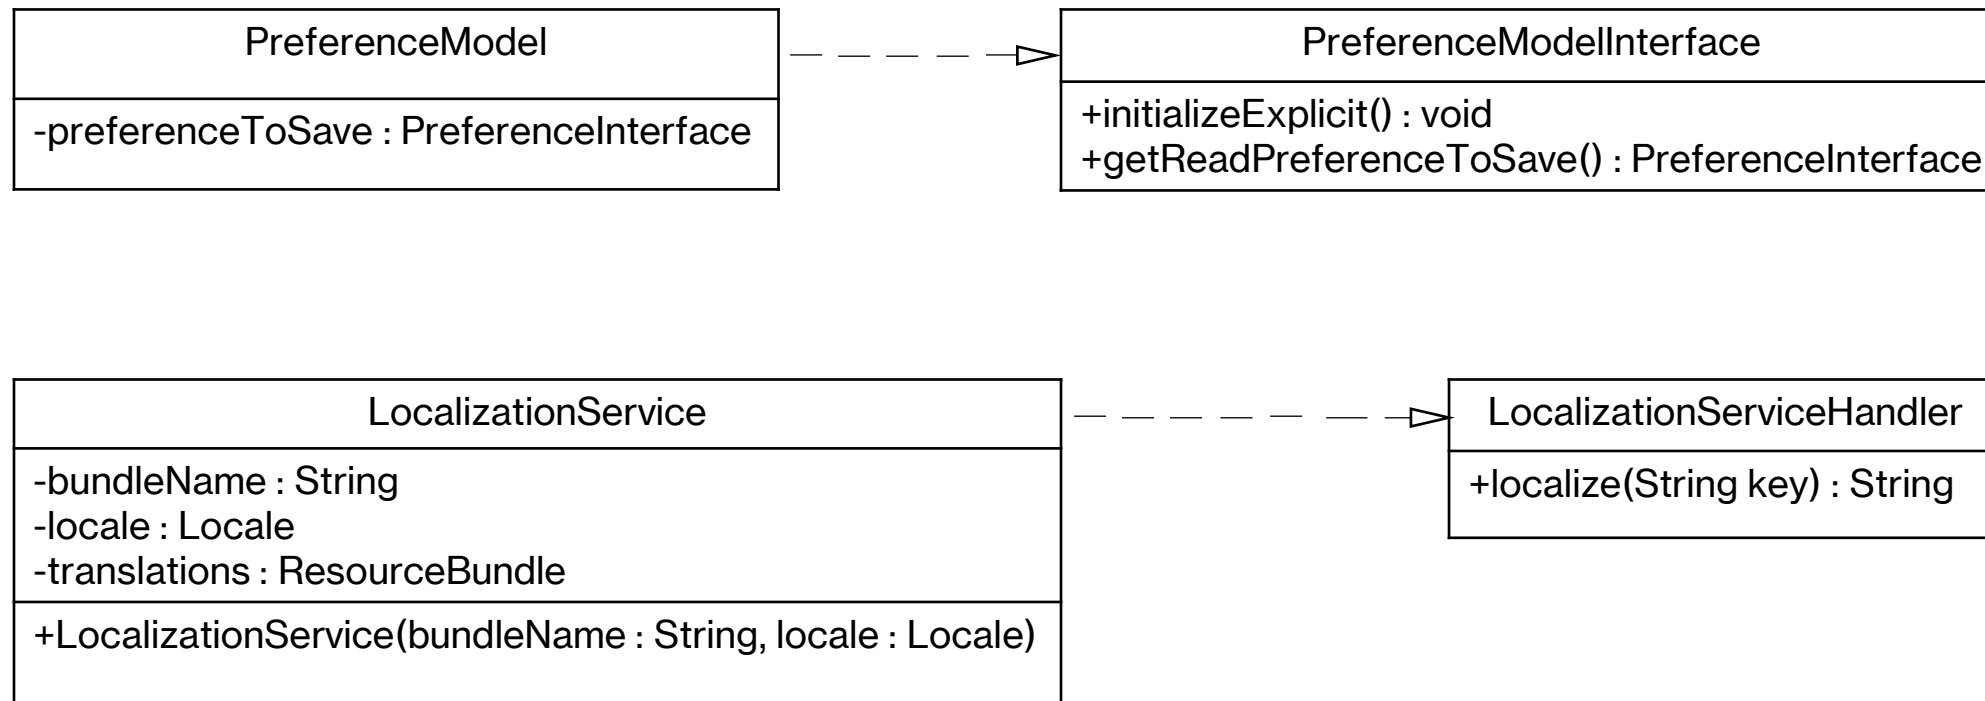 PreferenceModel
-preferenceToSave : PreferenceInterface
PreferenceModelInterface
+initializeExplicit() : void
+getReadPreferenceToSave() : PreferenceInterface
LocalizationService
-bundleName : String
-locale : Locale
-translations : ResourceBundle
+LocalizationService(bundleName : String, locale : Locale)
LocalizationServiceHandler
+localize(String key) : String